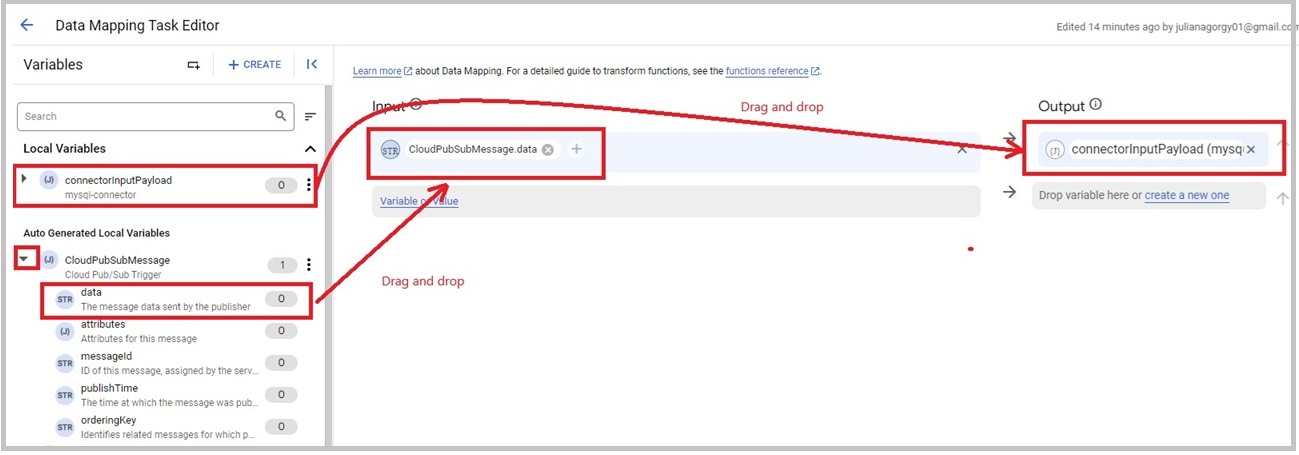 Data Mapping Task Editor
Edited 14 minutes ago by julianagorgy01@gmail.com
Variables
+ CREATE
Learn more about Data Mapping. For a detailed guide to transform functions, see the functions reference.
Search
Input
Drag and drop
Output
STR CloudPubSubMessage.data +
{J} connectorInputPayload (mysq
Local Variables
{J} connectorInputPayload 0
mysql-connector
Variable or Value
Drop variable here or create a new one
Auto Generated Local Variables
{J} CloudPubSubMessage 1
Cloud Pub/Sub Trigger
Drag and drop
STR data 0
The message data sent by the publisher
{J} attributes 0
Attributes for this message
STR messageId 0
ID of this message, assigned by the serv...
STR publishTime 0
The time at which the message was pub...
STR orderingKey 0
Identifies related messages for which p...